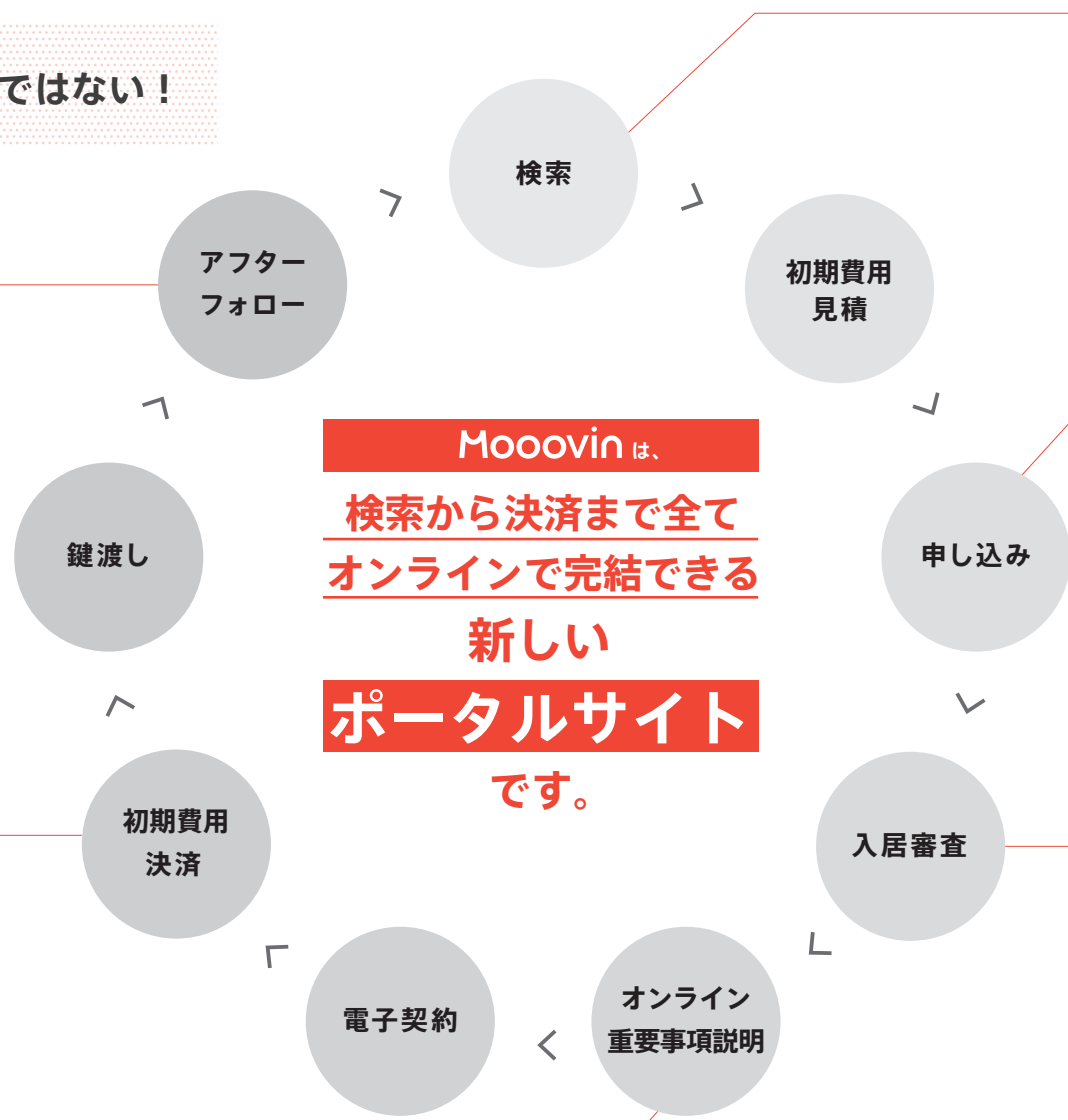 ではない！
検索
初期費用
見積
申し込み
入居審査
オンライン
重要事項説明
電子契約
初期費用
決済
鍵渡し
アフター
フォロー
Mooovin は、
検索から決済まで全て
オンラインで完結できる
新しい
ポータルサイト
です。